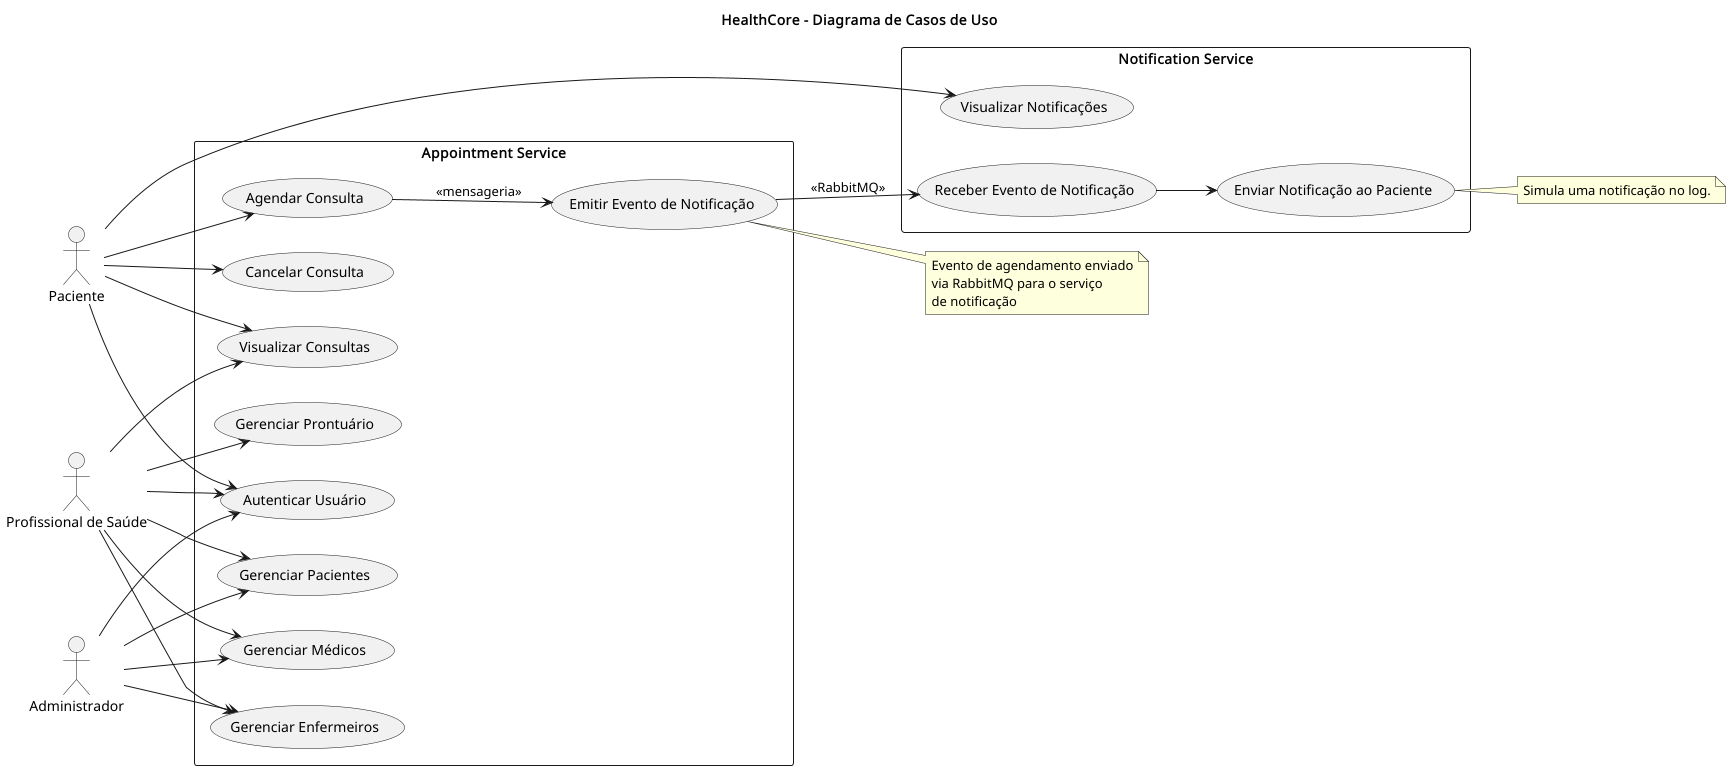 HealthCore - Diagrama de Casos de Uso
Notification Service
Visualizar Notificações
Appointment Service
Agendar Consulta
«mensageria»
Emitir Evento de Notificação
«RabbitMQ»
Receber Evento de Notificação
Enviar Notificação ao Paciente
Simula uma notificação no log.
Cancelar Consulta
Evento de agendamento enviado
via RabbitMQ para o serviço
de notificação
Paciente
Visualizar Consultas
Gerenciar Prontuário
Autenticar Usuário
Profissional de Saúde
Gerenciar Pacientes
Gerenciar Médicos
Administrador
Gerenciar Enfermeiros